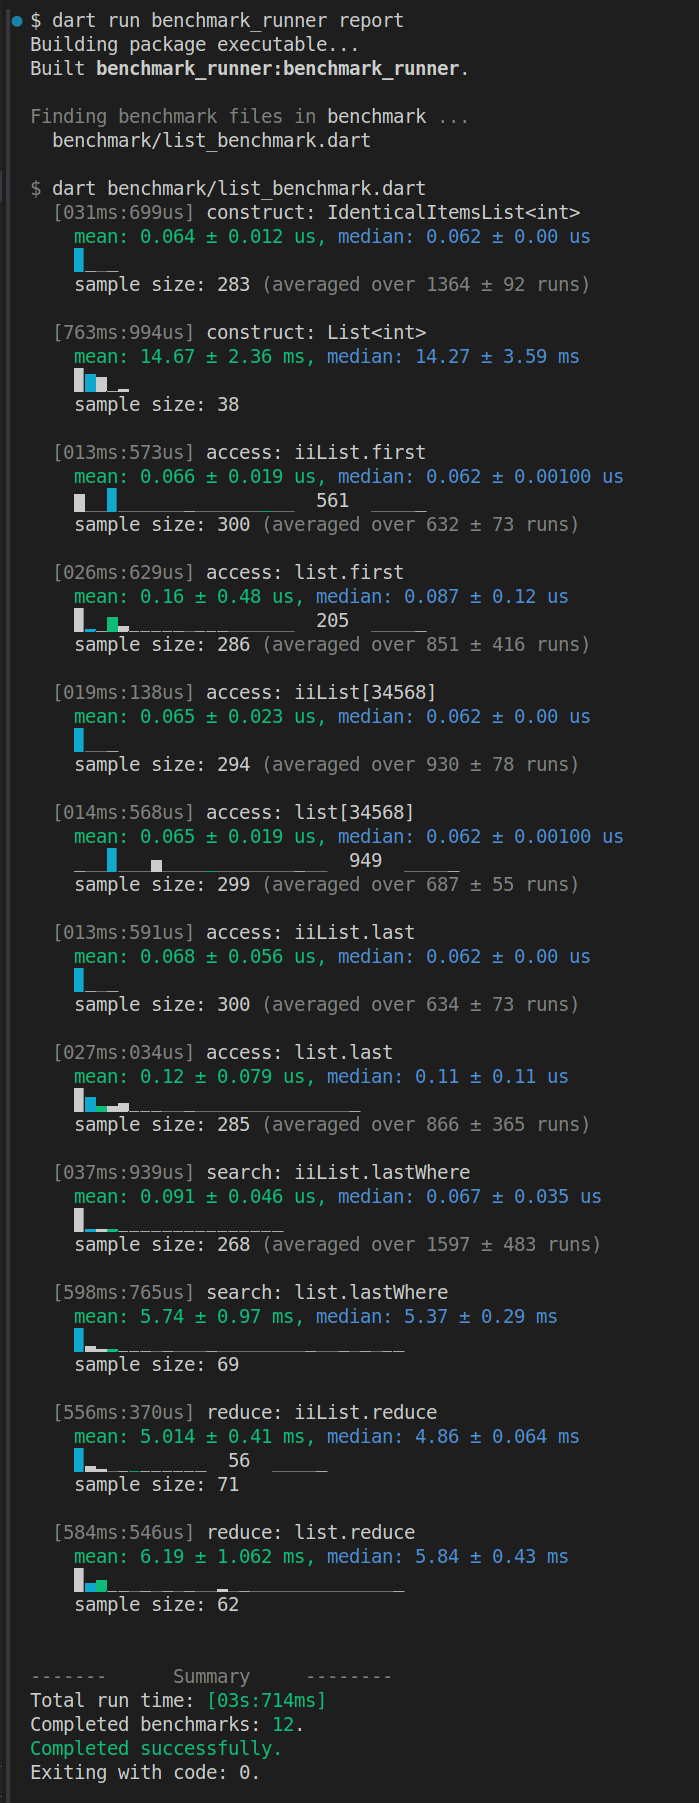 $ dart run benchmark_runner report
Building package executable...
Built benchmark_runner:benchmark_runner.
Finding benchmark files in benchmark ...
benchmark/list_benchmark.dart
$ dart benchmark/list_benchmark.dart
[031ms:699us] construct: IdenticalItemsList<int>
mean: 0.064 ± 0.012 us, median: 0.062 ± 0.00 us
sample size: 283 (averaged over 1364 ± 92 runs)
[763ms:994us] construct: List<int>
mean: 14.67 ± 2.36 ms, median: 14.27 ± 3.59 ms
sample size: 38
[013ms:573us] access: iiList.first
mean: 0.066 ± 0.019 us, median: 0.062 ± 0.00100 us
561
sample size: 300 (averaged over 632 ± 73 runs)
[026ms:629us] access: list.first
mean: 0.16 ± 0.48 us, median: 0.087 ± 0.12 us
205
sample size: 286 (averaged over 851 ± 416 runs)
[019ms:138us] access: iiList[34568]
mean: 0.065 ± 0.023 us, median: 0.062 ± 0.00 us
sample size: 294 (averaged over 930 ± 78 runs)
[014ms:568us] access: list[34568]
mean: 0.065 ± 0.019 us, median: 0.062 ± 0.00100 us
949
sample size: 299 (averaged over 687 ± 55 runs)
[013ms:591us] access: iiList.last
mean: 0.068 ± 0.056 us, median: 0.062 ± 0.00 us
sample size: 300 (averaged over 634 ± 73 runs)
[027ms:034us] access: list.last
mean: 0.12 ± 0.079 us, median: 0.11 ± 0.11 us
sample size: 285 (averaged over 866 ± 365 runs)
[037ms:939us] search: iiList.lastWhere
mean: 0.091 ± 0.046 us, median: 0.067 ± 0.035 us
sample size: 268 (averaged over 1597 ± 483 runs)
[598ms:765us] search: list.lastWhere
mean: 5.74 ± 0.97 ms, median: 5.37 ± 0.29 ms
sample size: 69
[556ms:370us] reduce: iiList.reduce
mean: 5.014 ± 0.41 ms, median: 4.86 ± 0.064 ms
56
sample size: 71
[584ms:546us] reduce: list.reduce
mean: 6.19 ± 1.062 ms, median: 5.84 ± 0.43 ms
sample size: 62
------- Summary --------
Total run time: [03s:714ms]
Completed benchmarks: 12.
Completed successfully.
Exiting with code: 0.